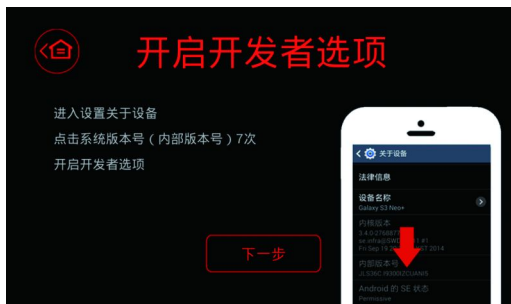 开启开发者选项
进入设置关于设备
点击系统版本号（内部版本号）7次
开启开发者选项
下一步
关于设备
法律信息
设备名称
Galaxy S3 Neo+
内核版本
内部版本号
Android 的 SE 状态
Permissive